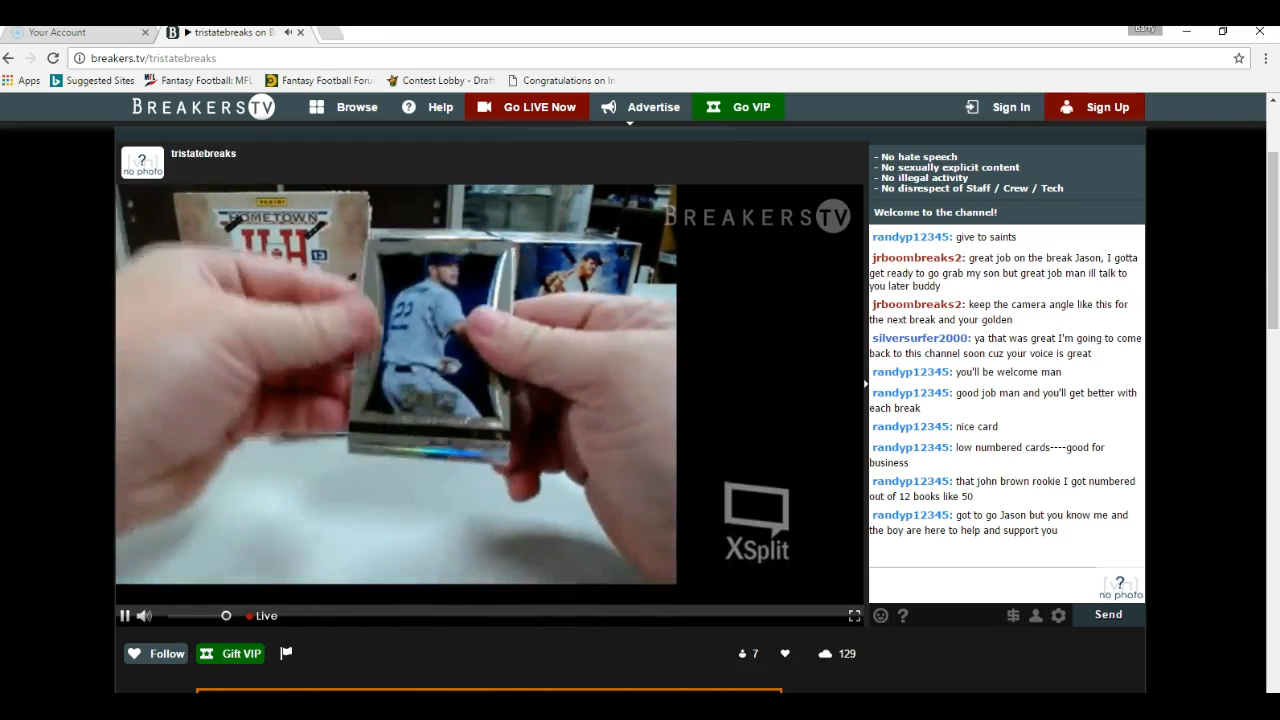 Your Account
tristatebreaks on B
Barry
breakers.tv/tristatebreaks
Apps
Suggested Sites
Fantasy Football: MFL
Fantasy Football Foru
Contest Lobby - Draft
Congratulations on In
BREAKERSTV
Browse
Help
Go LIVE Now
Advertise
Go VIP
Sign In
Sign Up
?
no photo
tristatebreaks
PANINI
HOMETOWN
H H
13
22
BREAKERSTV
XSplit
- No hate speech
- No sexually explicit content
- No illegal activity
- No disrespect of Staff / Crew / Tech
Welcome to the channel!
randyp12345: give to saints
jrboombreaks2: great job on the break Jason, I gotta
get ready to go grab my son but great job man ill talk to
you later buddy
jrboombreaks2: keep the camera angle like this for
the next break and your golden
silversurfer2000: ya that was great I'm going to come
back to this channel soon cuz your voice is great
randyp12345: you'll be welcome man
randyp12345: good job man and you'll get better with
each break
randyp12345: nice card
randyp12345: low numbered cards----good for
business
randyp12345: that john brown rookie I got numbered
out of 12 books like 50
randyp12345: got to go Jason but you know me and
the boy are here to help and support you
?
no photo
Live
Send
Follow
Gift VIP
7
129